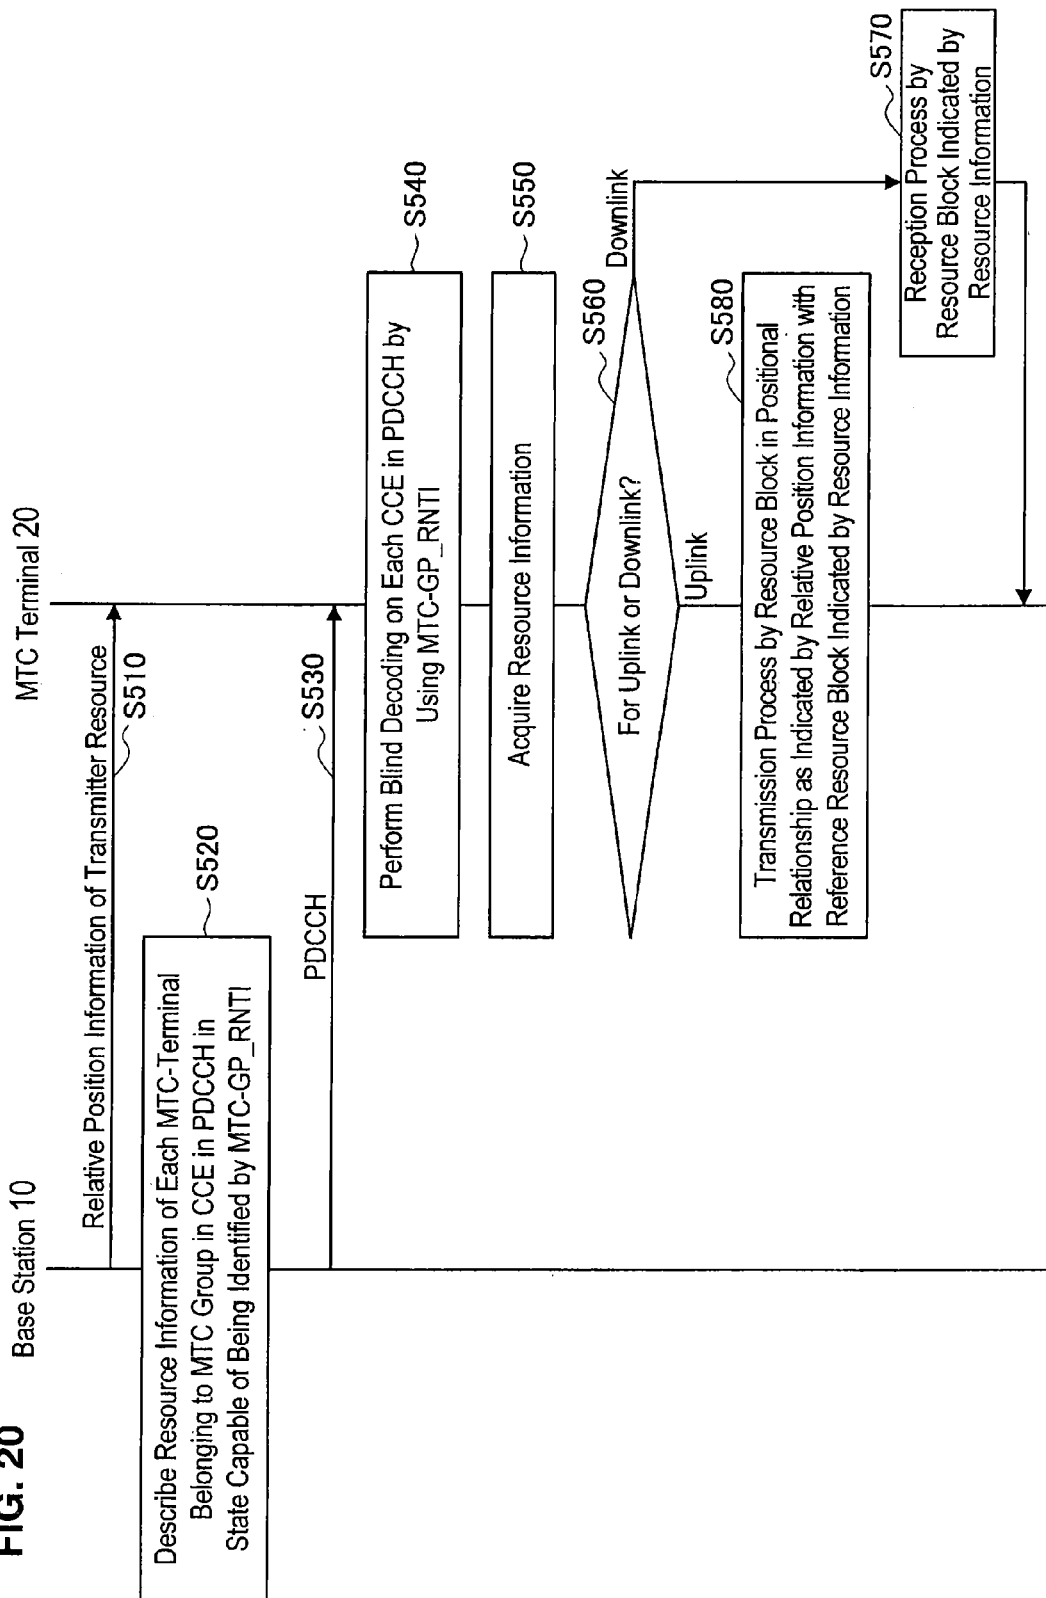 FIG. 20
Base Station 10
MTC Terminal 20
Relative Position Information of Transmitter Resource
S510
S520
Describe Resource Information of Each MTC-Terminal
Belonging to MTC Group in CCE in PDCCH in
State Capable of Being Identified by MTC-GP_RNTI
PDCCH
S530
S540
Perform Blind Decoding on Each CCE in PDCCH by
Using MTC-GP_RNTI
S550
Acquire Resource Information
S560
For Uplink or Downlink?
Downlink
Uplink
S570
Reception Process by
Resource Block Indicated by
Resource Information
S580
Transmission Process by Resource Block in Positional
Relationship as Indicated by Relative Position Information with
Reference Resource Block Indicated by Resource Information